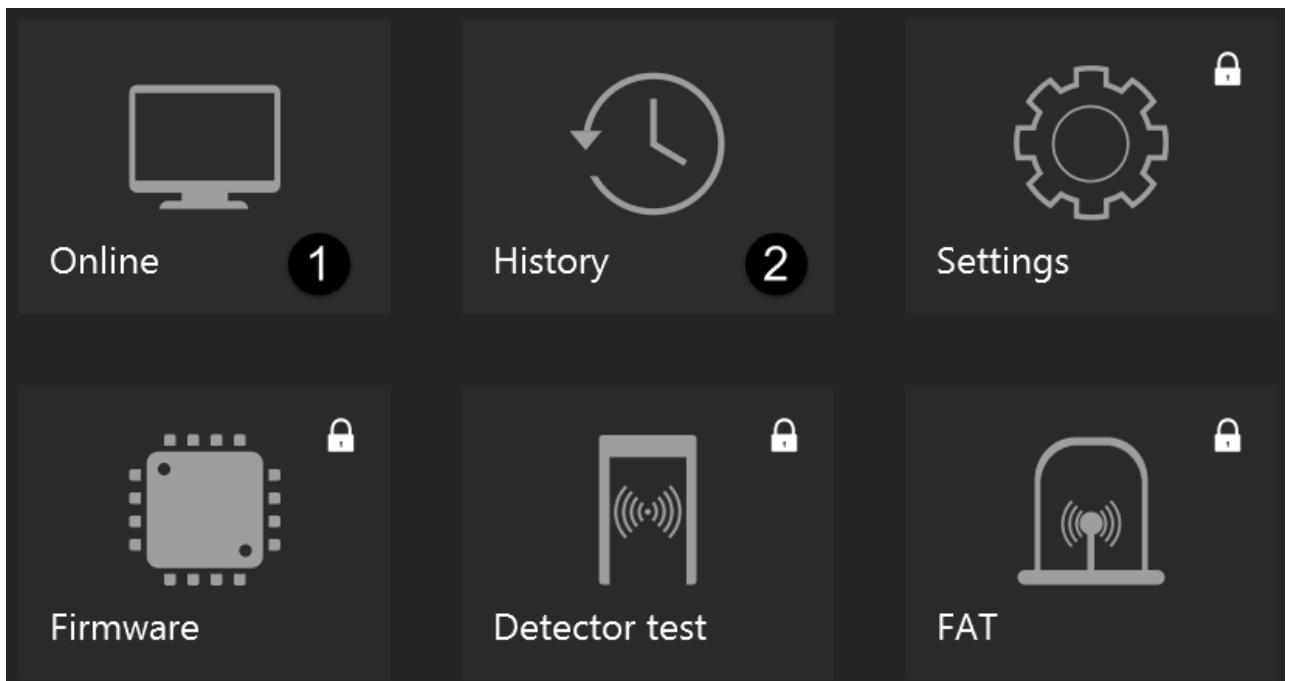 Online 1
History 2
Settings
Firmware
Detector test
FAT